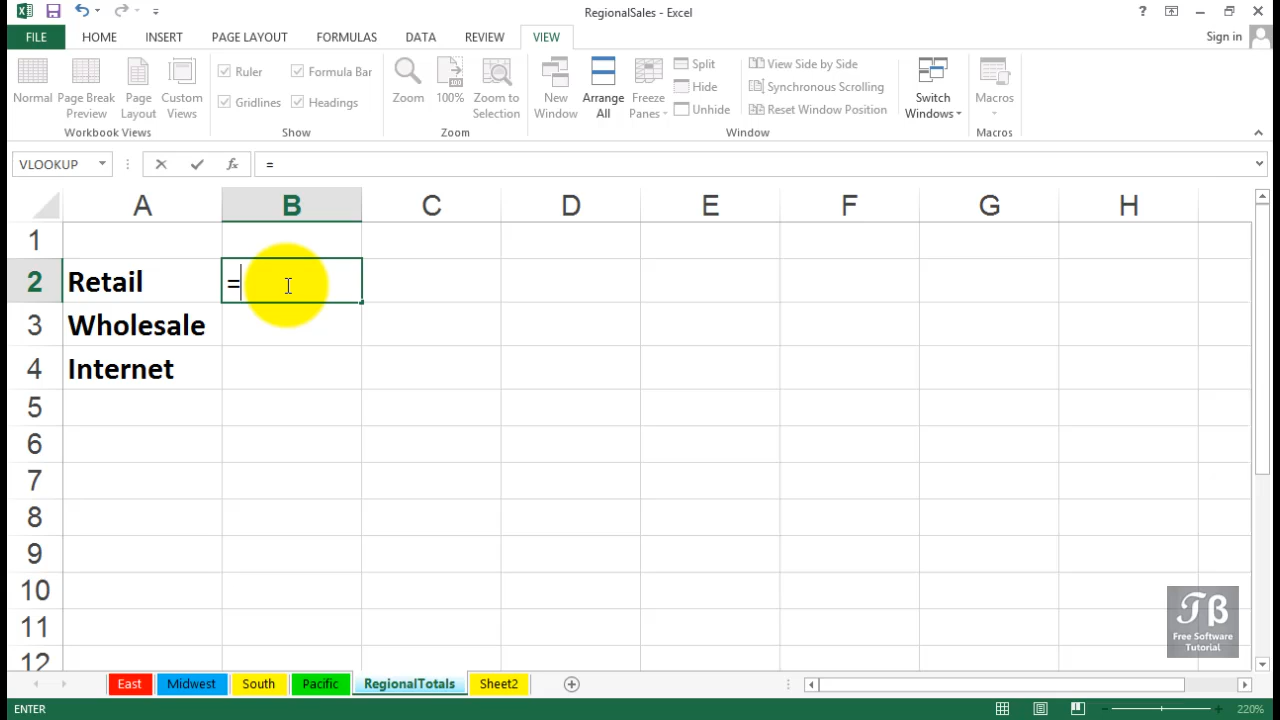 RegionalSales - Excel
Sign in
FILE HOME INSERT PAGE LAYOUT FORMULAS DATA REVIEW VIEW
Normal
Page Break
Preview
Page
Layout
Custom
Views
Workbook Views
Ruler
Formula Bar
Gridlines
Headings
Show
Zoom
100%
Zoom to
Selection
Zoom
New
Window
Arrange
All
Freeze
Panes
Split
Hide
Unhide
View Side by Side
Synchronous Scrolling
Reset Window Position
Window
Switch
Windows
Macros
Macros
VLOOKUP fx =
A B C D E F G H
1
2 Retail =
3 Wholesale
4 Internet
5
6
7
8
9
10
11
12
Tβ
Free Software
Tutorial
East Midwest South Pacific RegionalTotals Sheet2
ENTER 220%